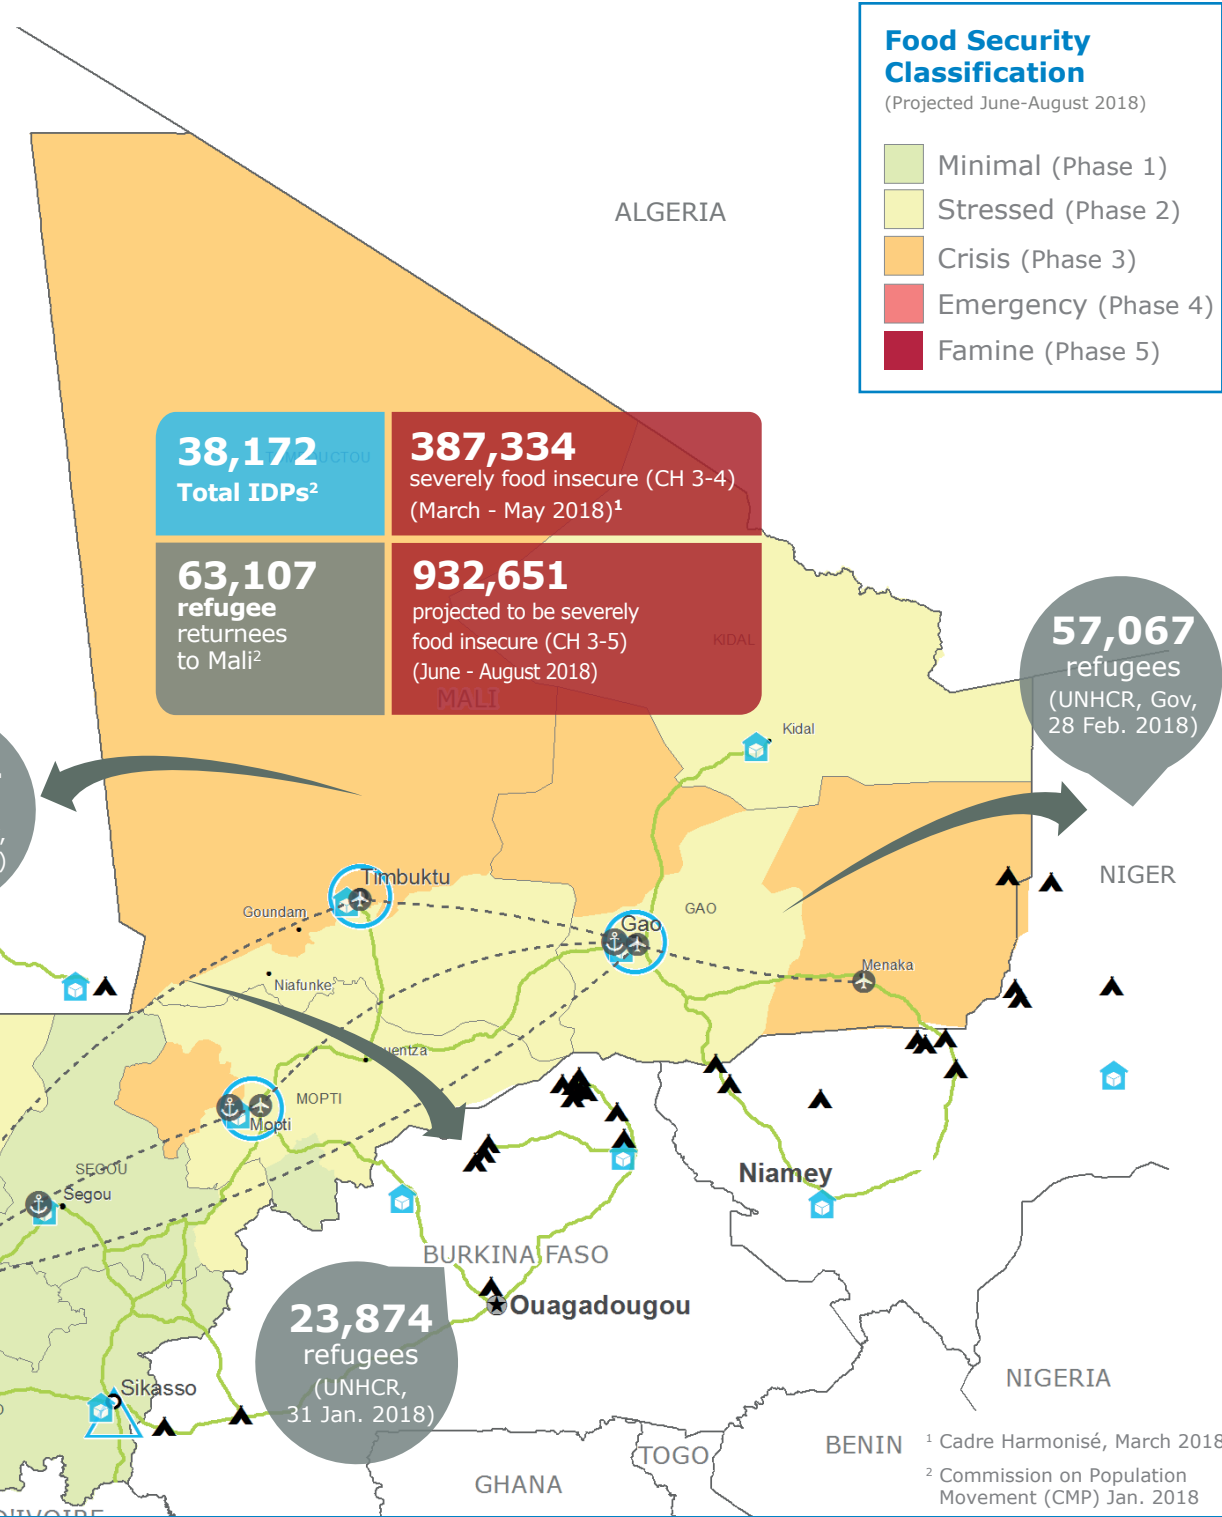 Food Security
Classification
(Projected June-August 2018)
Minimal (Phase 1)
Stressed (Phase 2)
Crisis (Phase 3)
Emergency (Phase 4)
Famine (Phase 5)
ALGERIA
38,172
Total IDPs²
387,334
severely food insecure (CH 3-4)
(March - May 2018)¹
63,107
refugee
returnees
to Mali²
932,651
projected to be severely
food insecure (CH 3-5)
(June - August 2018)
KIDAL
MALI
57,067
refugees
(UNHCR, Gov,
28 Feb. 2018)
Kidal
NIGER
Timbuktu
Goundam
GAO
Gao
Menaka
Niafunke
MOPTI
Mopti
SEGOU
Segou
Niamey
BURKINA FASO
Ouagadougou
23,874
refugees
(UNHCR,
31 Jan. 2018)
Sikasso
NIGERIA
BENIN
TOGO
GHANA
¹ Cadre Harmonisé, March 2018
² Commission on Population
Movement (CMP) Jan. 2018